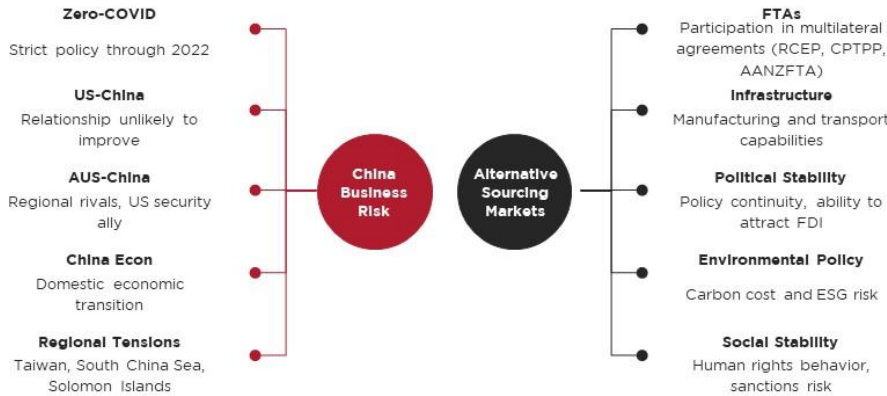 Zero-COVID
Strict policy through 2022
US-China
Relationship unlikely to
improve
AUS-China
Regional rivals, US security
ally
China Econ
Domestic economic
transition
Regional Tensions
Taiwan, South China Sea,
Solomon Islands
China
Business
Risk
Alternative
Sourcing
Markets
FTAs
Participation in multilateral
agreements (RCEP, CPTPP,
AANZFTA)
Infrastructure
Manufacturing and transport
capabilities
Political Stability
Policy continuity, ability to
attract FDI
Environmental Policy
Carbon cost and ESG risk
Social Stability
Human rights behavior,
sanctions risk